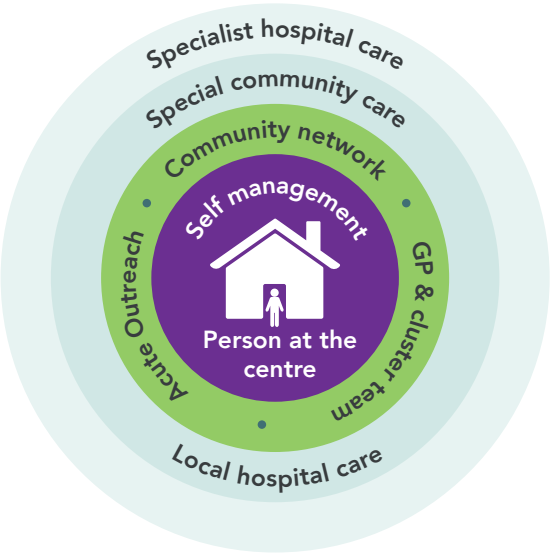 Specialist hospital care
Special community care
Community network
Self management
Acute Outreach
GP & cluster team
Person at the
centre
Local hospital care